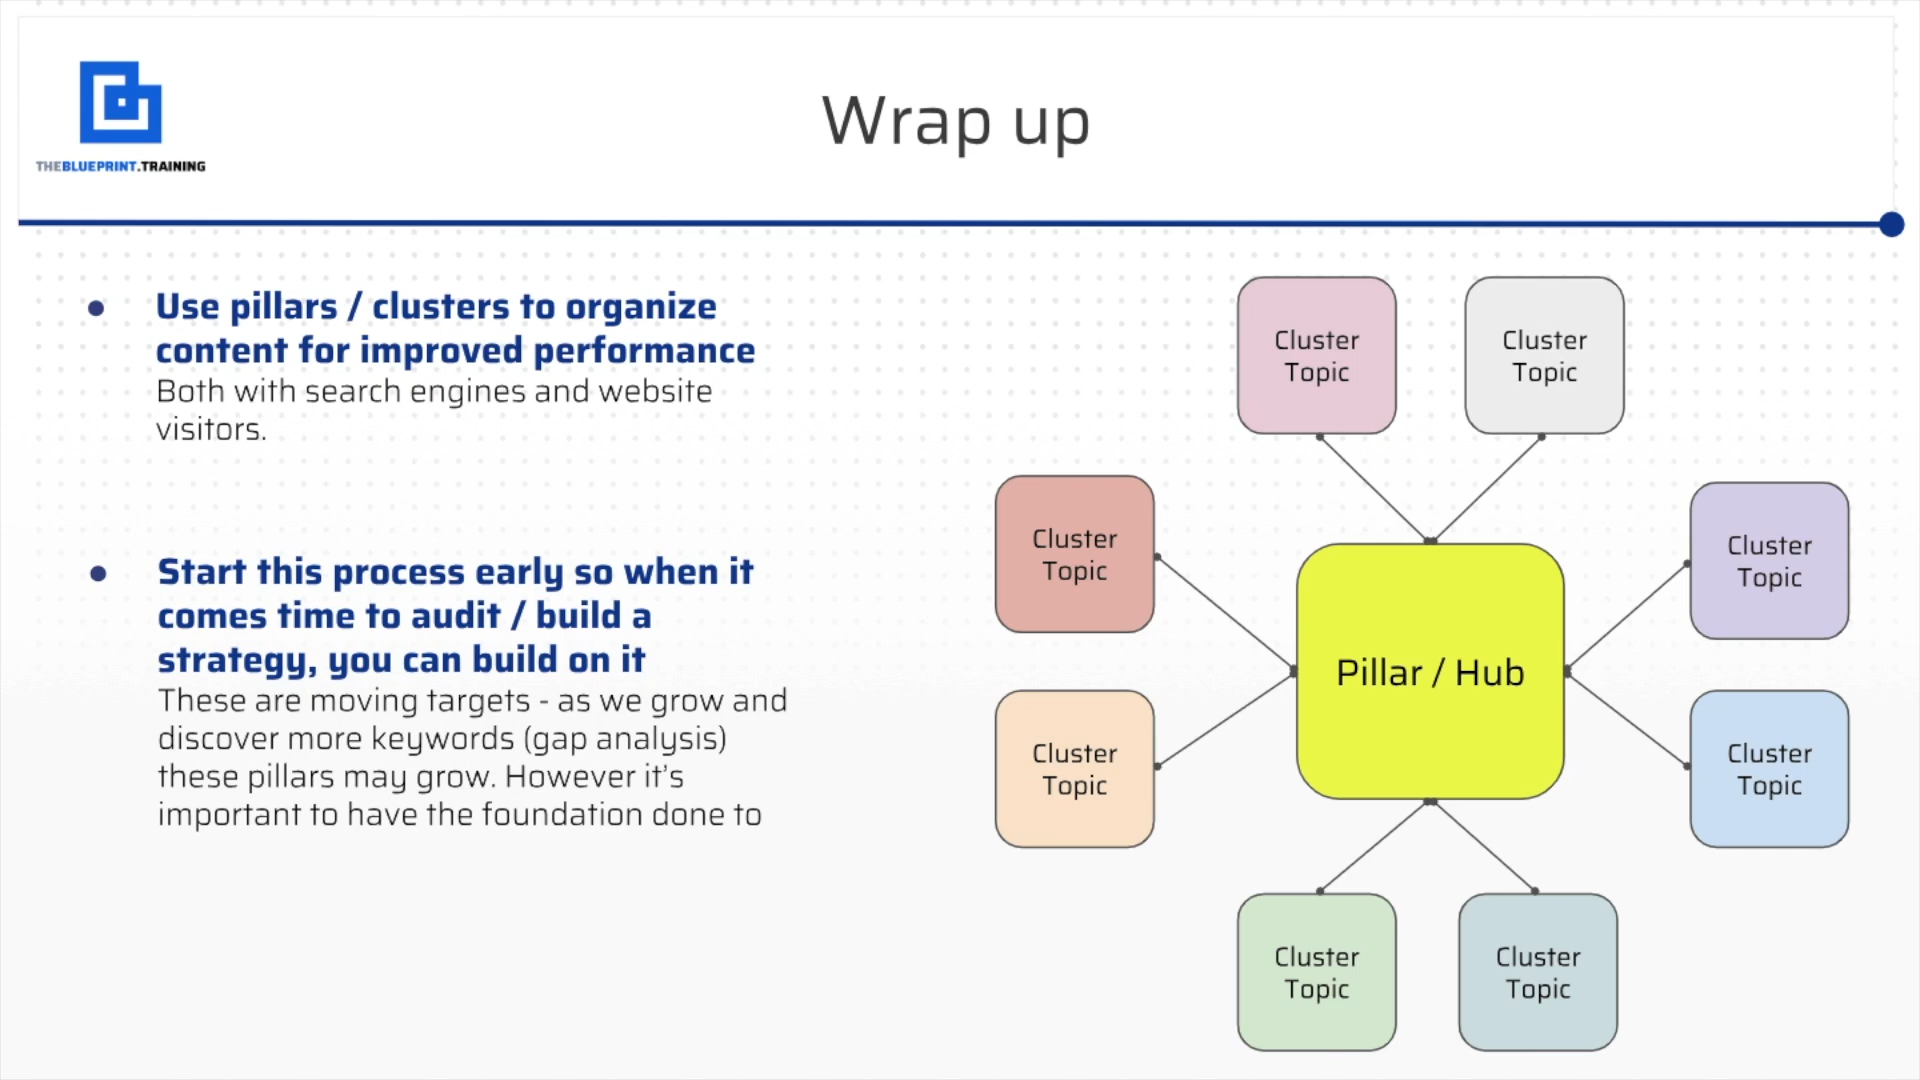 THEBLUEPRINT.TRAINING
Wrap up
● Use pillars / clusters to organize
content for improved performance
Both with search engines and website
visitors.
● Start this process early so when it
comes time to audit / build a
strategy, you can build on it
These are moving targets - as we grow and
discover more keywords (gap analysis)
these pillars may grow. However it’s
important to have the foundation done to
Cluster
Topic
Cluster
Topic
Cluster
Topic
Cluster
Topic
Pillar / Hub
Cluster
Topic
Cluster
Topic
Cluster
Topic
Cluster
Topic